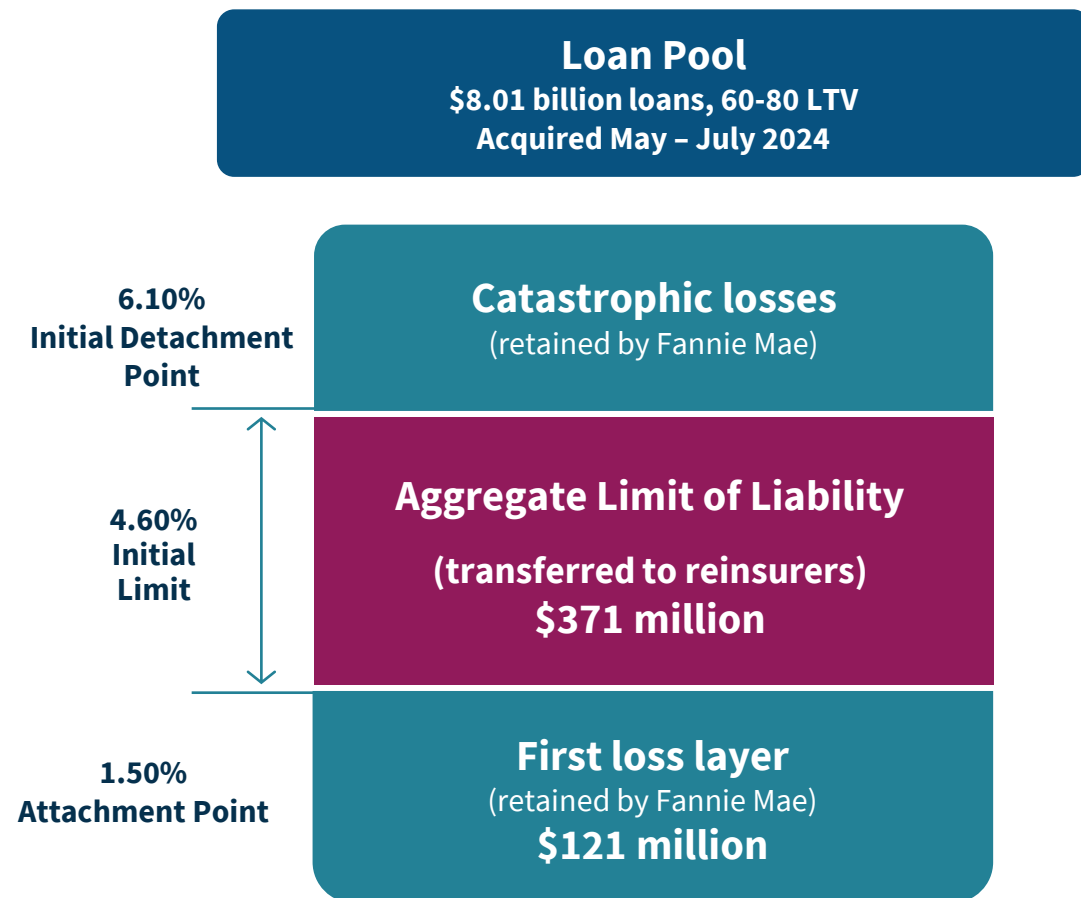 Loan Pool
$8.01 billion loans, 60-80 LTV
Acquired May – July 2024
6.10%
Initial Detachment
Point
Catastrophic losses
(retained by Fannie Mae)
4.60%
Initial
Limit
Aggregate Limit of Liability
(transferred to reinsurers)
$371 million
1.50%
Attachment Point
First loss layer
(retained by Fannie Mae)
$121 million